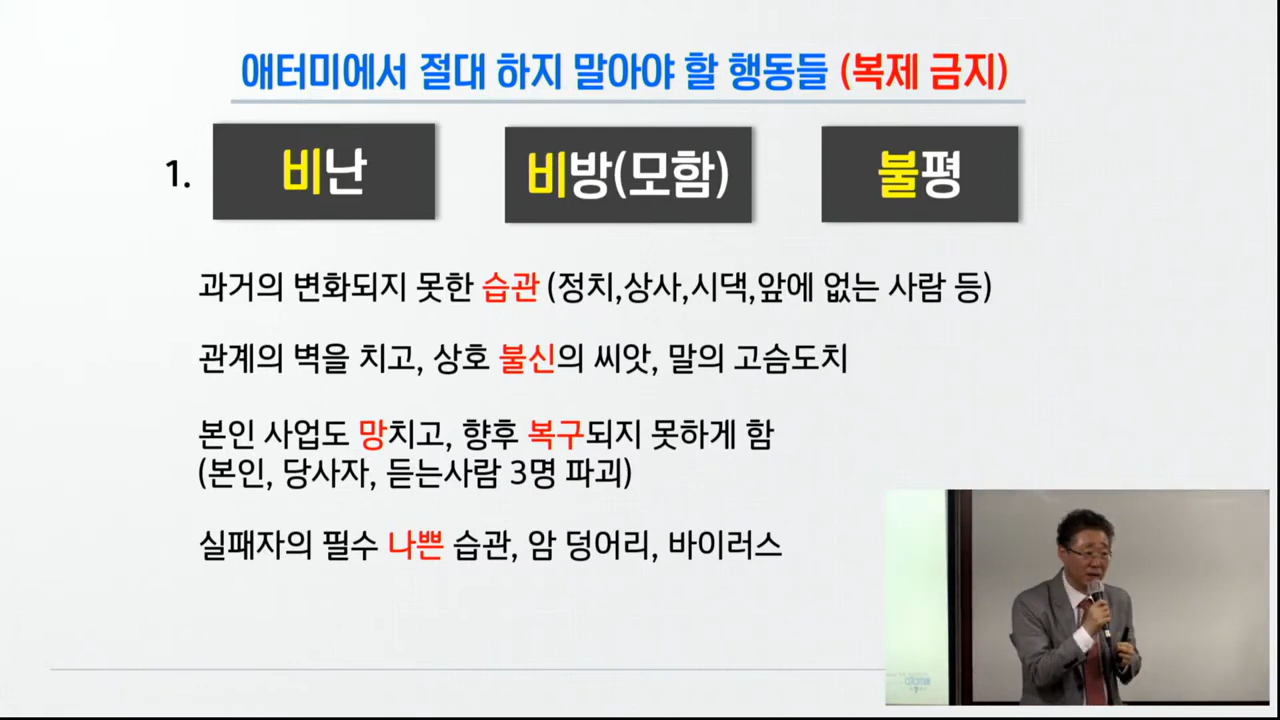 애터미에서 절대 하지 말아야 할 행동들 (복제 금지)
1. 비난 비방(모함) 불평
과거의 변화되지 못한 습관 (정치,상사,시댁,앞에 없는 사람 등)
관계의 벽을 치고, 상호 불신의 씨앗, 말의 고슴도치
본인 사업도 망치고, 향후 복구되지 못하게 함
(본인, 당사자, 듣는사람 3명 파괴)
실패자의 필수 나쁜 습관, 암 덩어리, 바이러스